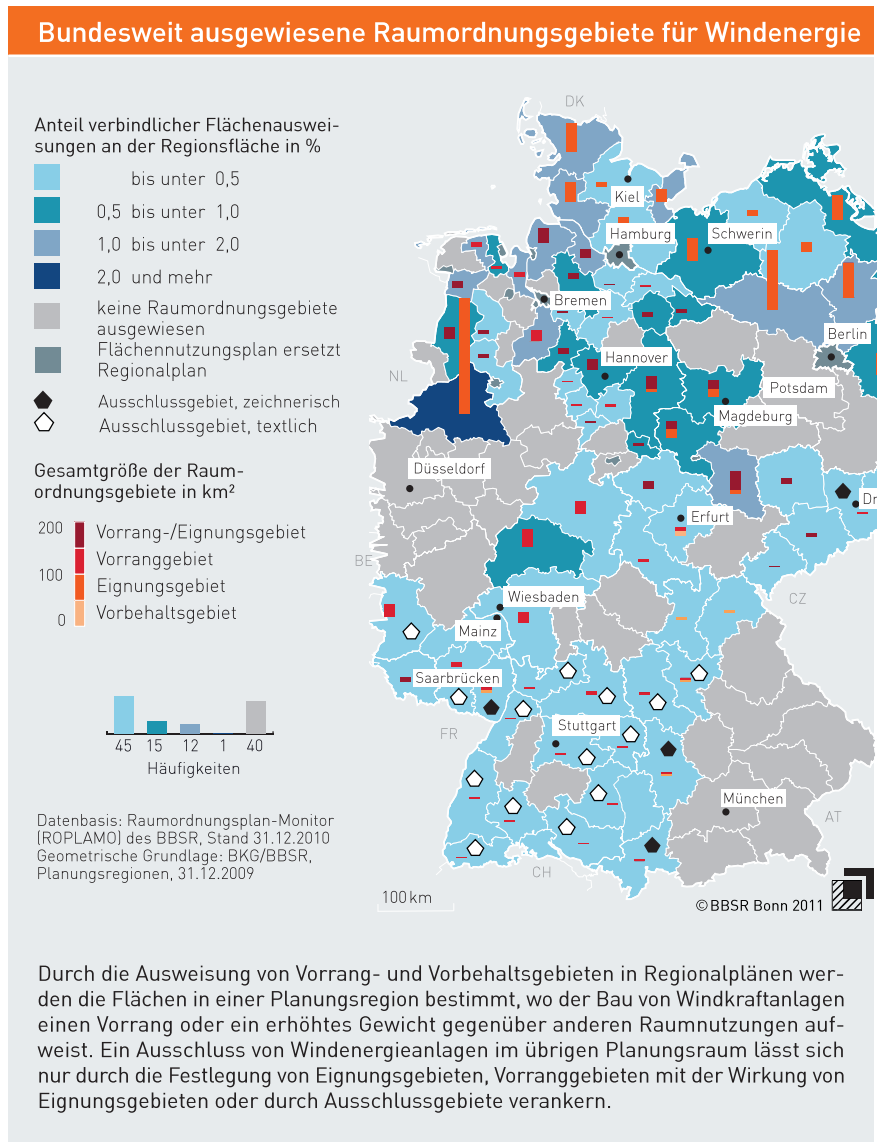 Bundesweit ausgewiesene Raumordnungsgebiete für Windenergie
Anteil verbindlicher Flächenauswei-
sungen an der Regionsfläche in %
bis unter 0,5
0,5 bis unter 1,0
1,0 bis unter 2,0
2,0 und mehr
keine Raumordnungsgebiete
ausgewiesen
Flächennutzungsplan ersetzt
Regionalplan
Ausschlussgebiet, zeichnerisch
Ausschlussgebiet, textlich
Gesamtgröße der Raum-
ordnungsgebiete in km²
200
100
0
Vorrang-/Eignungsgebiet
Vorranggebiet
Eignungsgebiet
Vorbehaltsgebiet
45 15 12 1 40
Häufigkeiten
Datenbasis: Raumordnungsplan-Monitor
(ROPLAMO) des BBSR, Stand 31.12.2010
Geometrische Grundlage: BKG/BBSR,
Planungsregionen, 31.12.2009
DK
Kiel
Hamburg
Schwerin
Bremen
Berlin
Hannover
NL
Potsdam
Magdeburg
Düsseldorf
Dr
Erfurt
BE
Wiesbaden
CZ
Mainz
Saarbrücken
Stuttgart
FR
München
AT
CH
100 km
© BBSR Bonn 2011
Durch die Ausweisung von Vorrang- und Vorbehaltsgebieten in Regionalplänen wer-
den die Flächen in einer Planungsregion bestimmt, wo der Bau von Windkraftanlagen
einen Vorrang oder ein erhöhtes Gewicht gegenüber anderen Raumnutzungen auf-
weist. Ein Ausschluss von Windenergieanlagen im übrigen Planungsraum lässt sich
nur durch die Festlegung von Eignungsgebieten, Vorranggebieten mit der Wirkung von
Eignungsgebieten oder durch Ausschlussgebiete verankern.